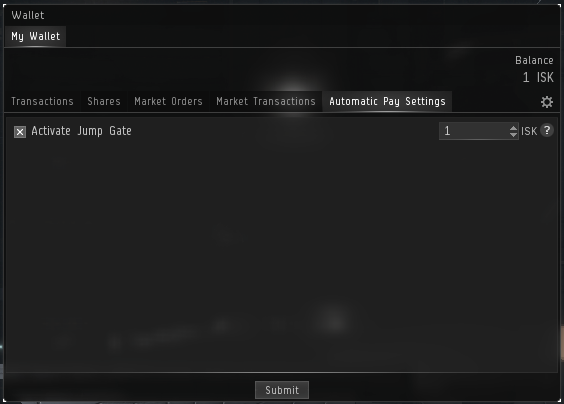 Wallet
My Wallet
Balance
1 ISK
Transactions Shares Market Orders Market Transactions Automatic Pay Settings
Activate Jump Gate 1 ISK ?
Submit